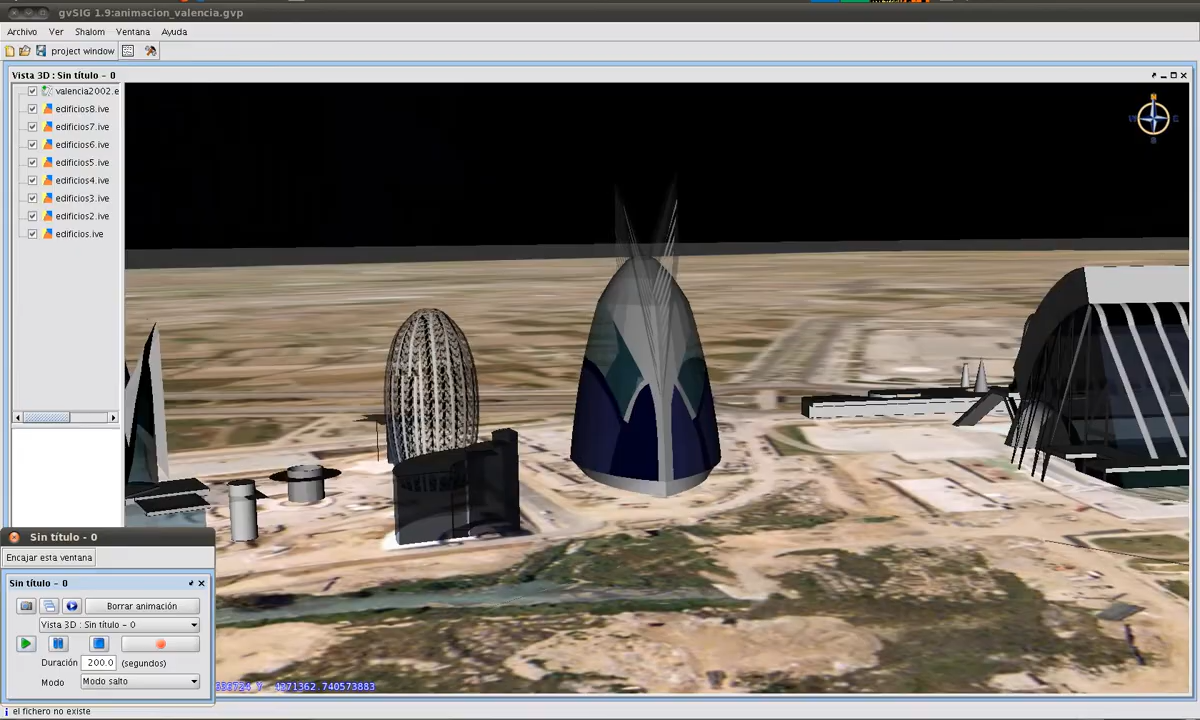 gvSIG 1.9:animacion_valencia.gvp
Archivo Ver Shalom Ventana Ayuda
project window
Vista 3D : Sin título - 0
valencia2002.e
edificios8.ive
edificios7.ive
edificios6.ive
edificios5.ive
edificios4.ive
edificios3.ive
edificios2.ive
edificios.ive
Sin título - 0
Encajar esta ventana
Sin título - 0
Borrar animación
Vista 3D : Sin título - 0
Duración 200.0 (segundos)
Modo Modo salto
Y 4371362.740573883
el fichero no existe